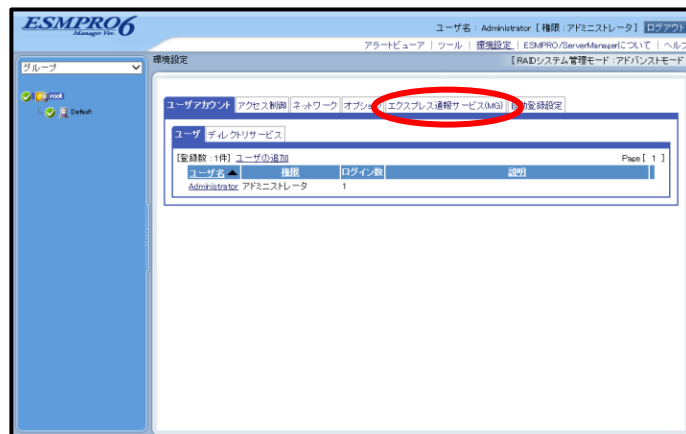 ESMPRO6
Manager Ver.
ユーザ名 : Administrator [ 権限 : アドミニストレータ ] ログアウト
アラートビューア | ツール | 環境設定 | ESMPRO/ServerManagerについて | ヘルプ
グループ
環境設定
[ RAIDシステム管理モード : アドバンストモード
root
Default
ユーザアカウント アクセス制御 ネットワーク オプション エクスプレス通報サービス(MG) 自動登録設定
ユーザ ディレクトリサービス
[登録数 : 1件] ユーザの追加 Page [ 1 ]
ユーザ名 ▲ 権限 ログイン数 説明
Administrator アドミニストレータ 1